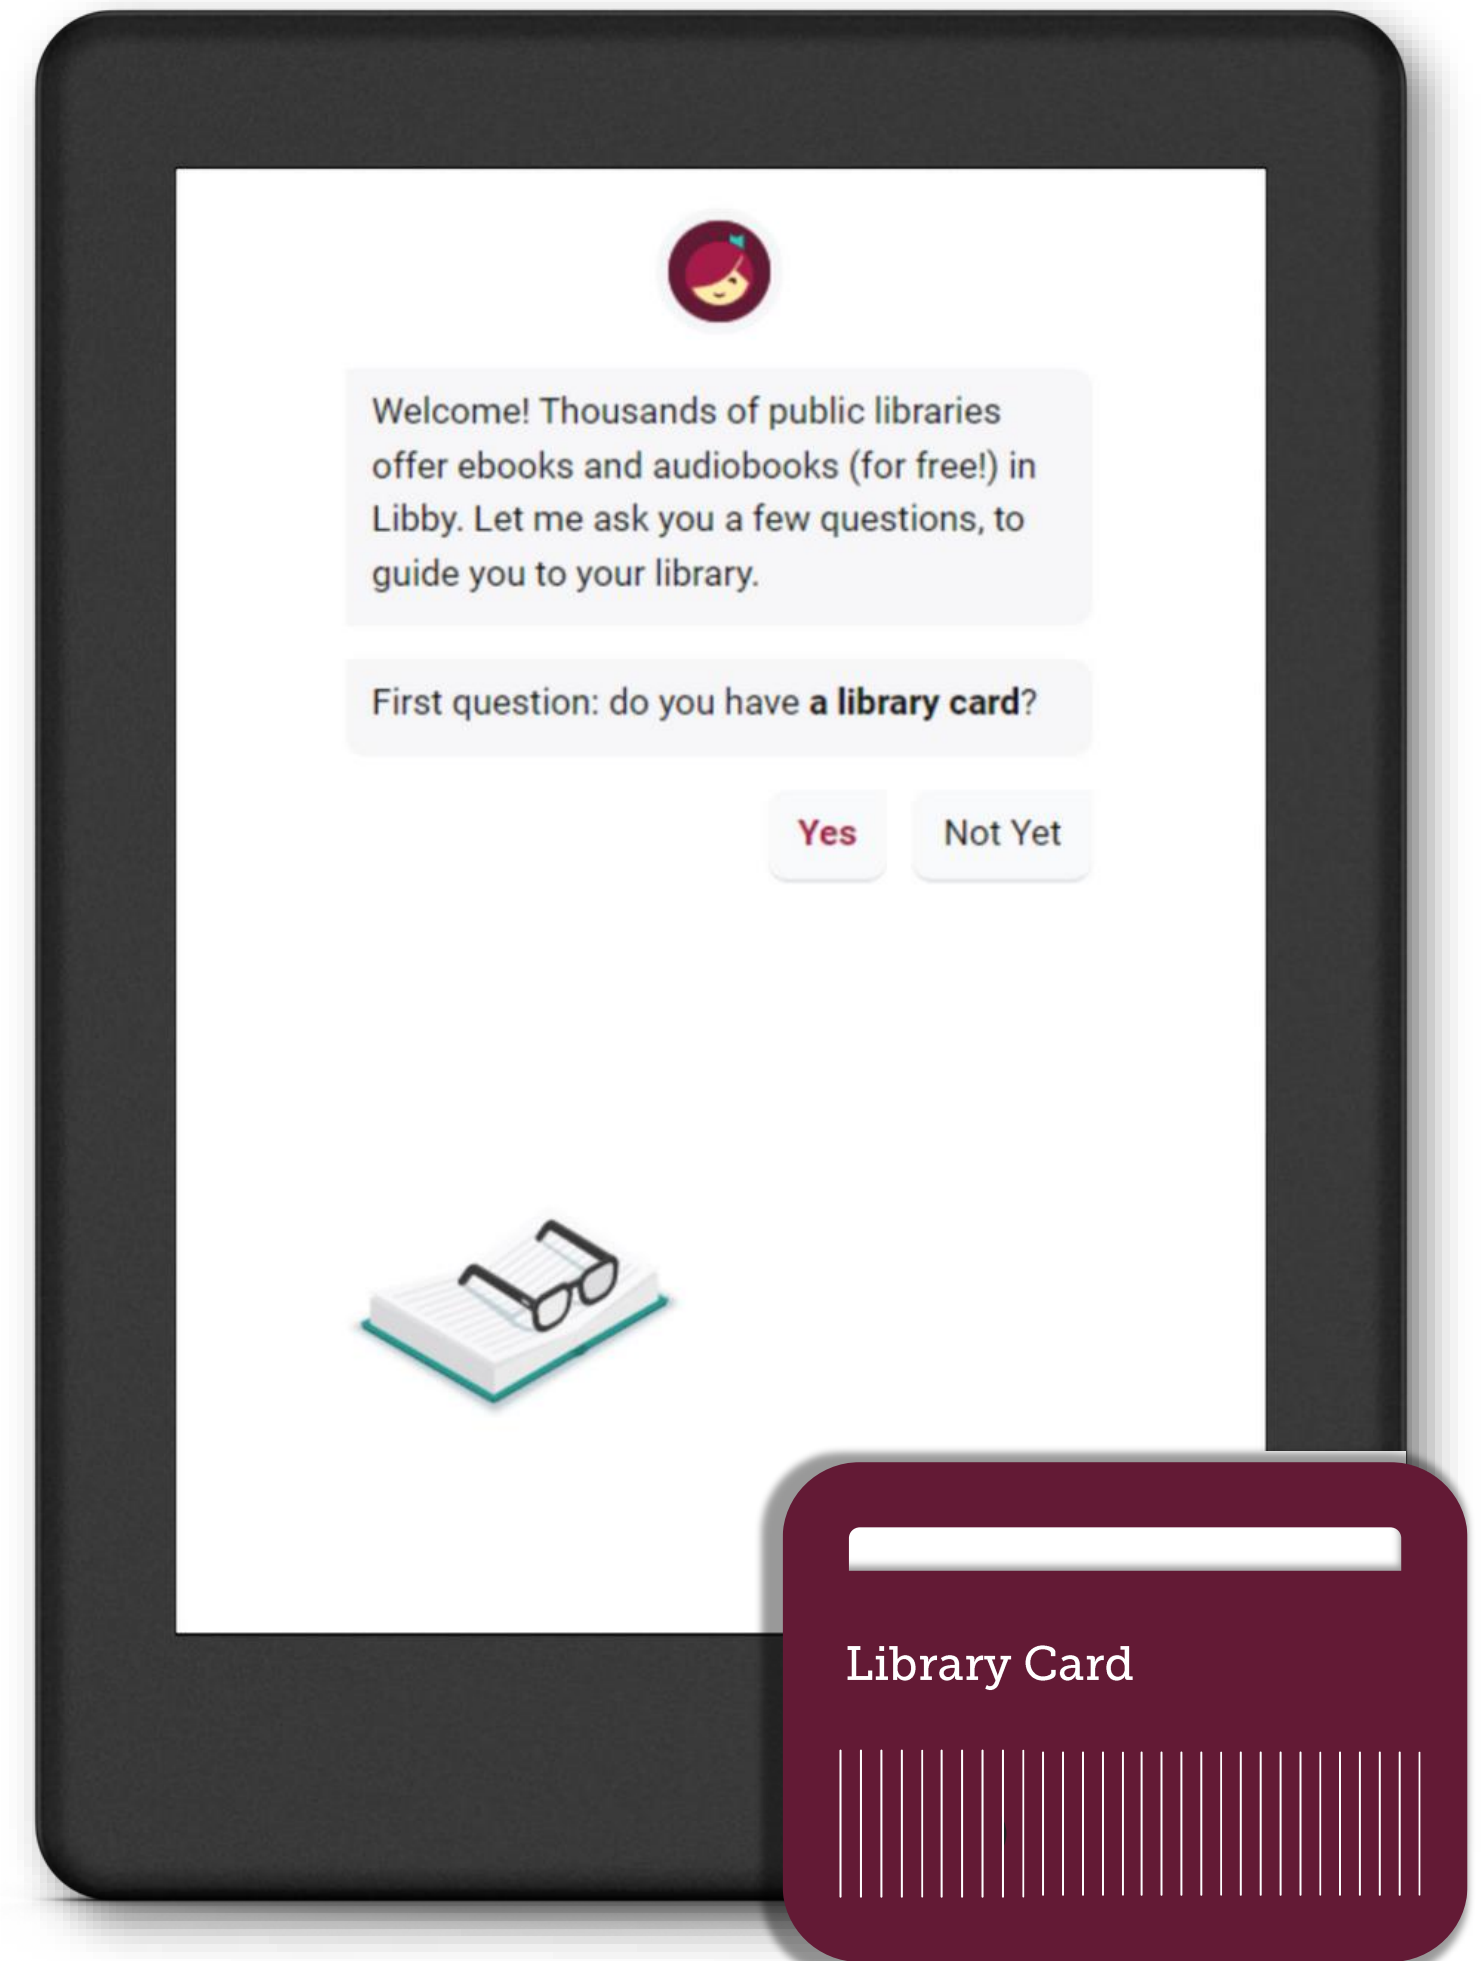 Welcome! Thousands of public libraries
offer ebooks and audiobooks (for free!) in
Libby. Let me ask you a few questions, to
guide you to your library.
First question: do you have a library card?
Yes Not Yet
Library Card